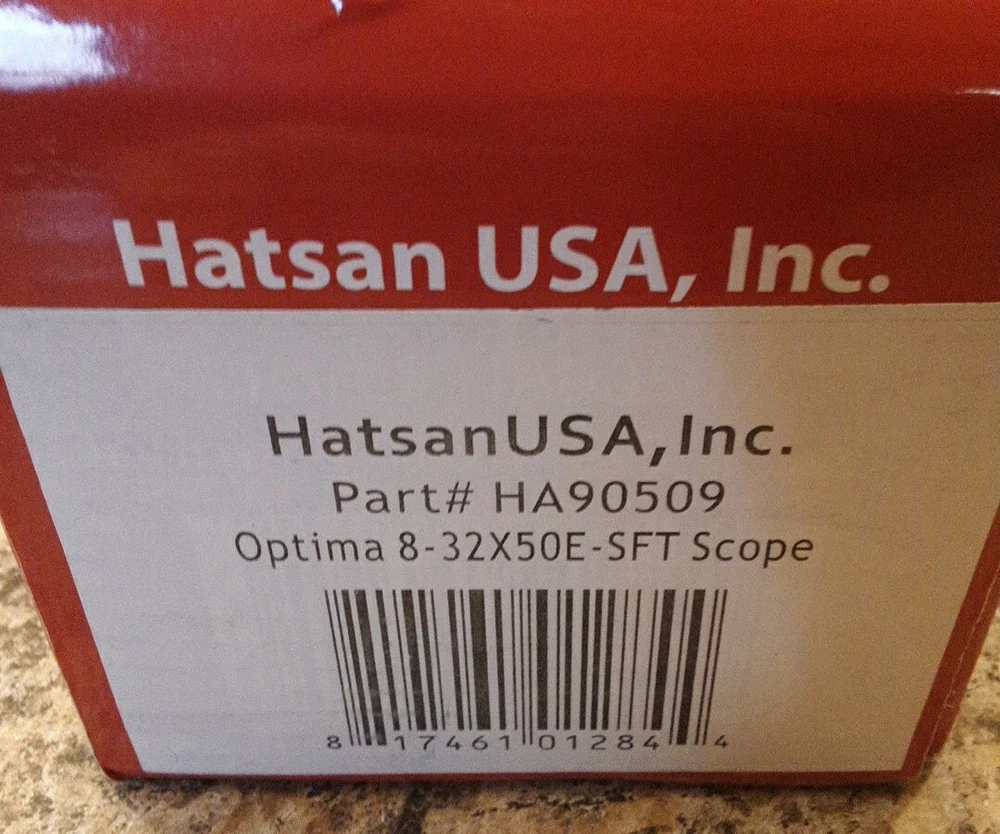 Hatsan USA, Inc.
HatsanUSA,Inc.
Part# HA90509
Optima 8-32X50E-SFT Scope
8 17461 01284 4